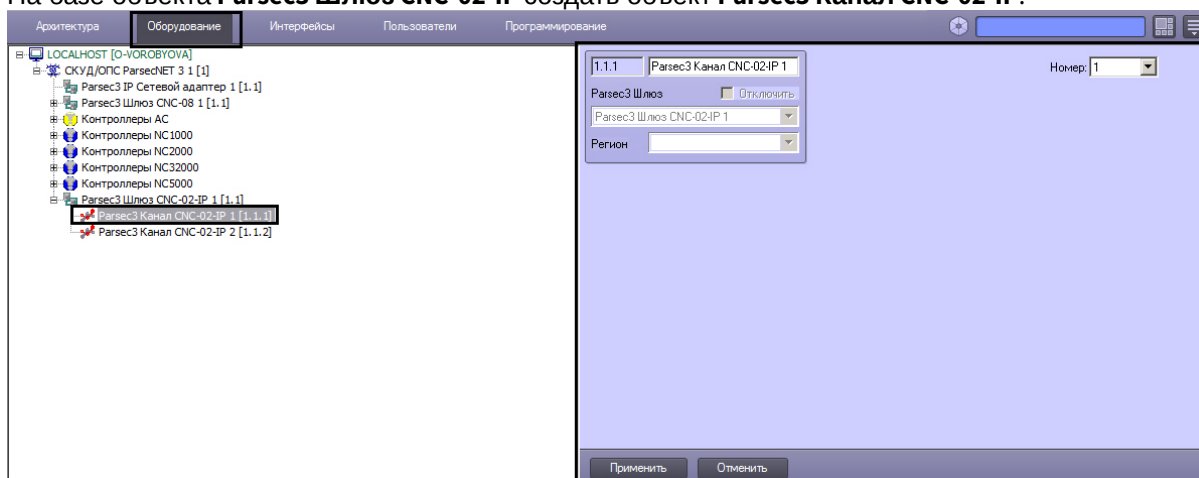 На базе объекта Parsec3 Шлюз CNC-02-IP создать объект Parsec3 Канал CNC-02-IP.
Архитектура Оборудование Интерфейсы Пользователи Программирование
LOCALHOST [O-VOROBYOVA]
СКУД/ОПС ParsecNET 3 1 [1]
Parsec3 IP Сетевой адаптер 1 [1.1]
Parsec3 Шлюз CNC-08 1 [1.1]
Контроллеры AC
Контроллеры NC1000
Контроллеры NC2000
Контроллеры NC32000
Контроллеры NC5000
Parsec3 Шлюз CNC-02-IP 1 [1.1]
Parsec3 Канал CNC-02-IP 1 [1.1.1]
Parsec3 Канал CNC-02-IP 2 [1.1.2]
1.1.1 Parsec3 Канал CNC-02-IP 1
Номер: 1
Parsec3 Шлюз Отключить
Parsec3 Шлюз CNC-02-IP 1
Регион
Применить Отменить